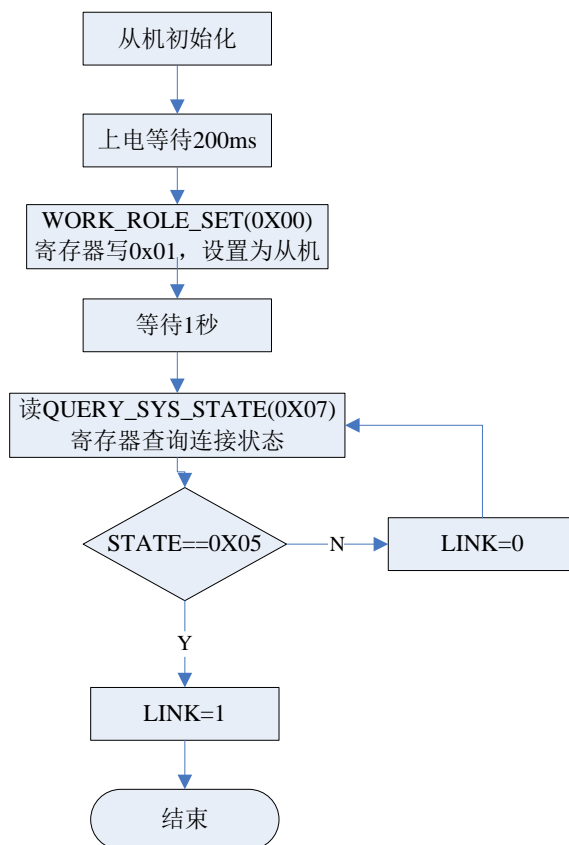 从机初始化
上电等待200ms
WORK_ROLE_SET(0X00)
寄存器写0x01，设置为从机
等待1秒
读QUERY_SYS_STATE(0X07)
寄存器查询连接状态
STATE==0X05
N
LINK=0
Y
LINK=1
结束